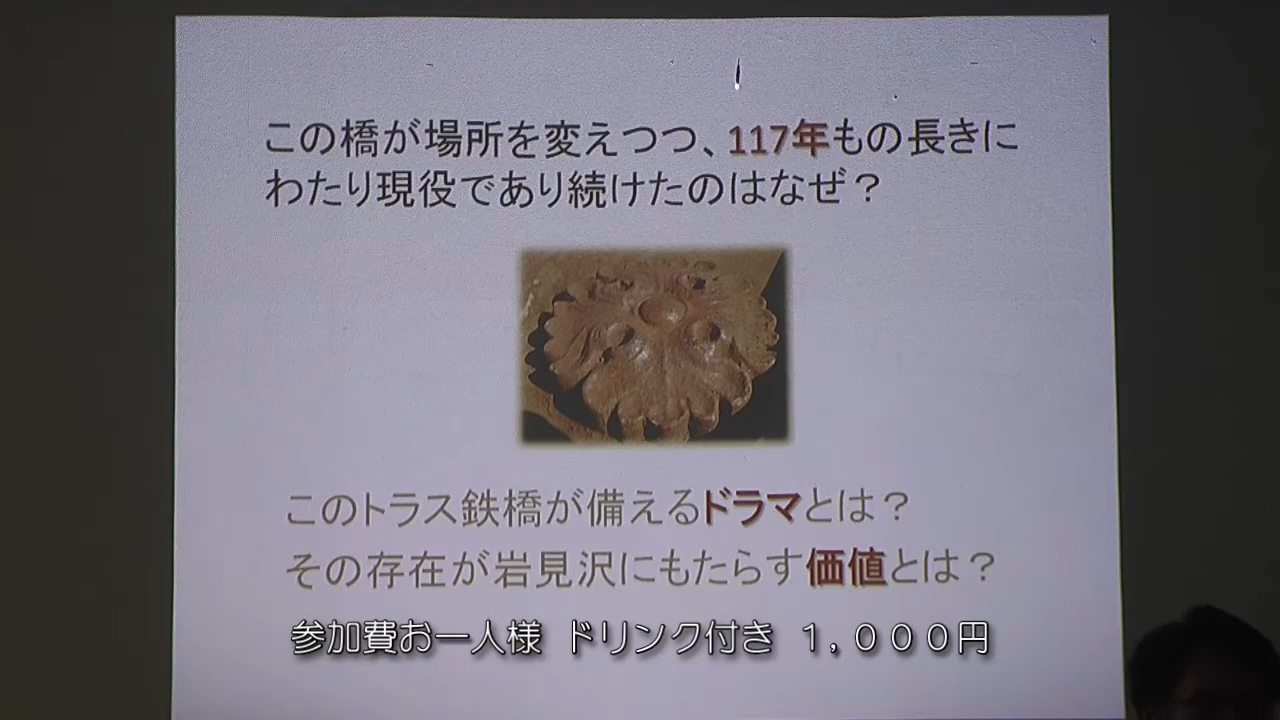 この橋が場所を変えつつ、117年もの長きに
わたり現役であり続けたのはなぜ？
このトラス鉄橋が備えるドラマとは？
その存在が岩見沢にもたらす価値とは？
参加費お一人様 ドリンク付き １，０００円